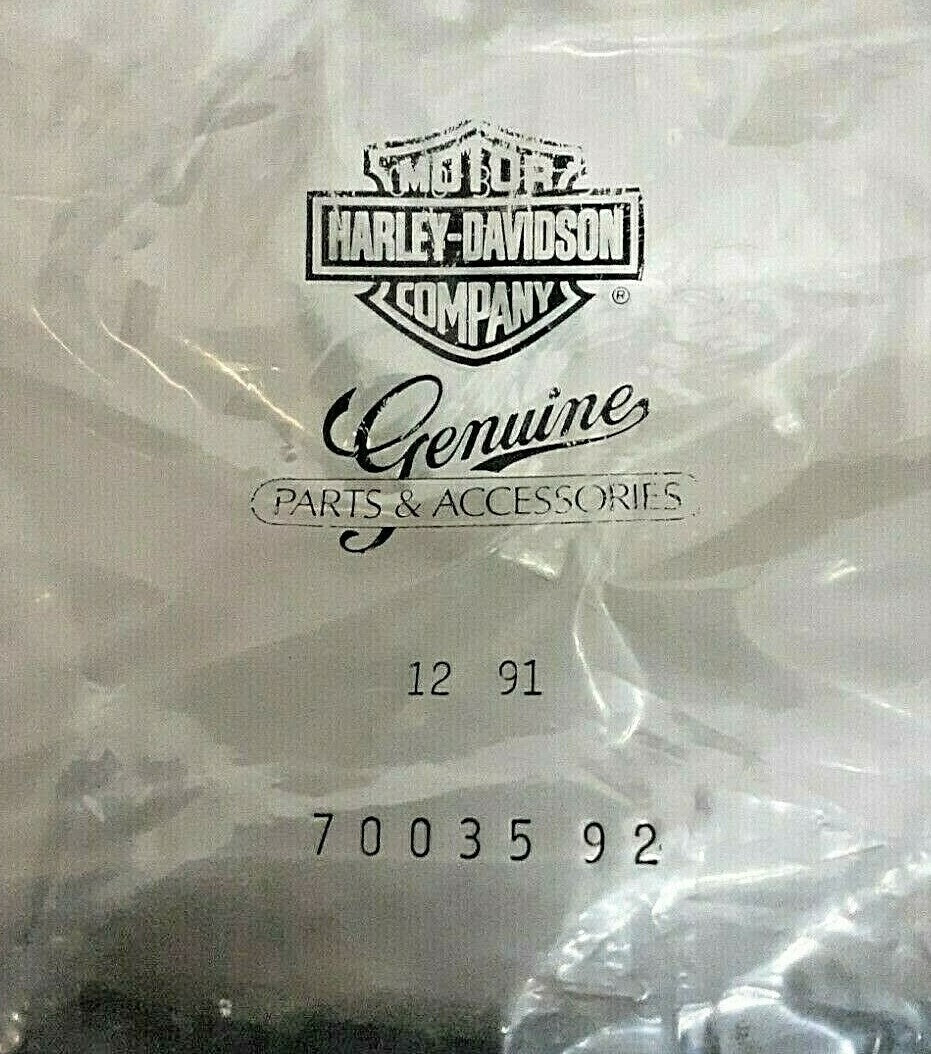 MOTOR
HARLEY-DAVIDSON
COMPANY
®
Genuine
PARTS & ACCESSORIES
12 91
70035 92